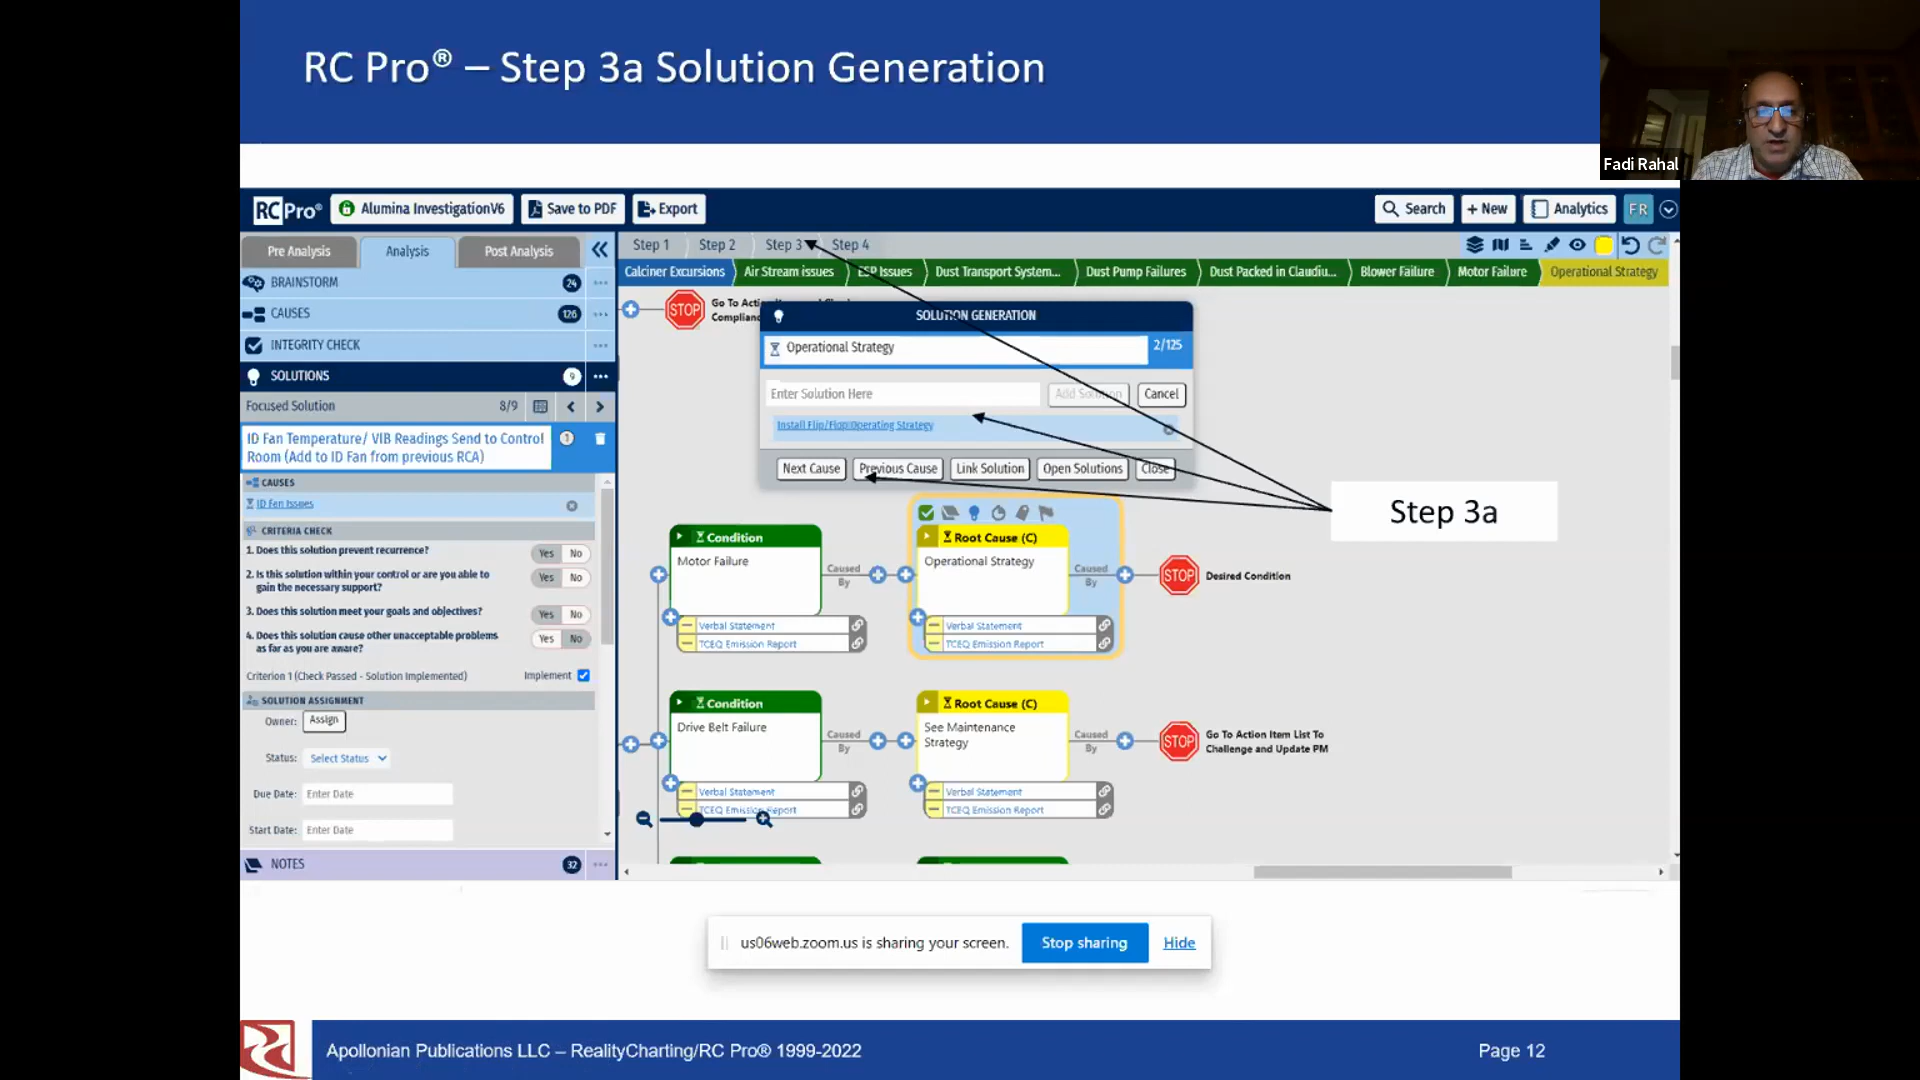 RC Pro® – Step 3a Solution Generation
Fadi Rahal
RC Pro®
Alumina InvestigationV6
Save to PDF
Export
Search
+ New
Analytics
FR
Pre Analysis
Analysis
Post Analysis
Step 1
Step 2
Step 3
Step 4
Calciner Excursions
Air Stream issues
ESP Issues
Dust Transport System...
Dust Pump Failures
Dust Packed in Claudiu...
Blower Failure
Motor Failure
Operational Strategy
BRAINSTORM
24
CAUSES
126
INTEGRITY CHECK
SOLUTIONS
9
Focused Solution
8/9
ID Fan Temperature/ VIB Readings Send to Control
Room (Add to ID Fan from previous RCA)
1
CAUSES
ID Fan Issues
CRITERIA CHECK
1. Does this solution prevent recurrence?
Yes No
2. Is this solution within your control or are you able to
gain the necessary support?
Yes No
3. Does this solution meet your goals and objectives?
Yes No
4. Does this solution cause other unacceptable problems
as far as you are aware?
Yes No
Criterion 1 (Check Passed - Solution Implemented)
Implement
SOLUTION ASSIGNMENT
Owner: Assign
Status: Select Status
Due Date: Enter Date
Start Date: Enter Date
NOTES
32
STOP
Go To Action
Complianc
SOLUTION GENERATION
Operational Strategy
2/125
Enter Solution Here
Add Solution
Cancel
Install Flip/Flop Operating Strategy
Next Cause
Previous Cause
Link Solution
Open Solutions
Close
Step 3a
Condition
Motor Failure
Caused
By
Verbal Statement
TCEQ Emission Report
Root Cause (C)
Operational Strategy
Caused
By
Verbal Statement
TCEQ Emission Report
STOP
Desired Condition
Condition
Drive Belt Failure
Caused
By
Verbal Statement
TCEQ Emission Report
Root Cause (C)
See Maintenance
Strategy
Caused
By
Verbal Statement
TCEQ Emission Report
STOP
Go To Action Item List To
Challenge and Update PM
us06web.zoom.us is sharing your screen.
Stop sharing
Hide
Apollonian Publications LLC – RealityCharting/RC Pro® 1999-2022
Page 12